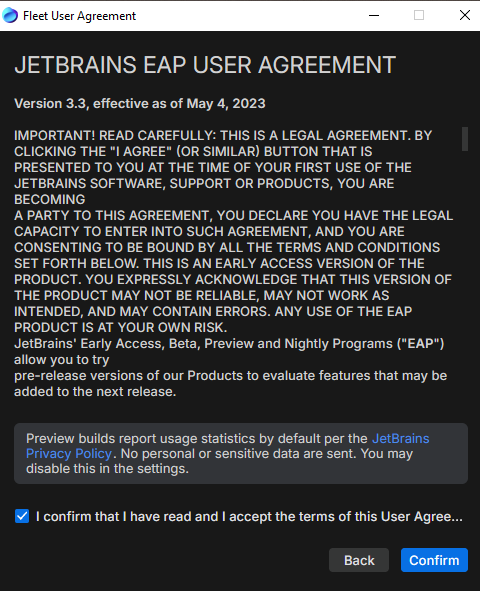 Fleet User Agreement
JETBRAINS EAP USER AGREEMENT
Version 3.3, effective as of May 4, 2023
IMPORTANT! READ CAREFULLY: THIS IS A LEGAL AGREEMENT. BY
CLICKING THE "I AGREE" (OR SIMILAR) BUTTON THAT IS
PRESENTED TO YOU AT THE TIME OF YOUR FIRST USE OF THE
JETBRAINS SOFTWARE, SUPPORT OR PRODUCTS, YOU ARE
BECOMING
A PARTY TO THIS AGREEMENT, YOU DECLARE YOU HAVE THE LEGAL
CAPACITY TO ENTER INTO SUCH AGREEMENT, AND YOU ARE
CONSENTING TO BE BOUND BY ALL THE TERMS AND CONDITIONS
SET FORTH BELOW. THIS IS AN EARLY ACCESS VERSION OF THE
PRODUCT. YOU EXPRESSLY ACKNOWLEDGE THAT THIS VERSION OF
THE PRODUCT MAY NOT BE RELIABLE, MAY NOT WORK AS
INTENDED, AND MAY CONTAIN ERRORS. ANY USE OF THE EAP
PRODUCT IS AT YOUR OWN RISK.
JetBrains' Early Access, Beta, Preview and Nightly Programs ("EAP")
allow you to try
pre-release versions of our Products to evaluate features that may be
added to the next release.
Preview builds report usage statistics by default per the JetBrains
Privacy Policy. No personal or sensitive data are sent. You may
disable this in the settings.
I confirm that I have read and I accept the terms of this User Agree...
Back
Confirm